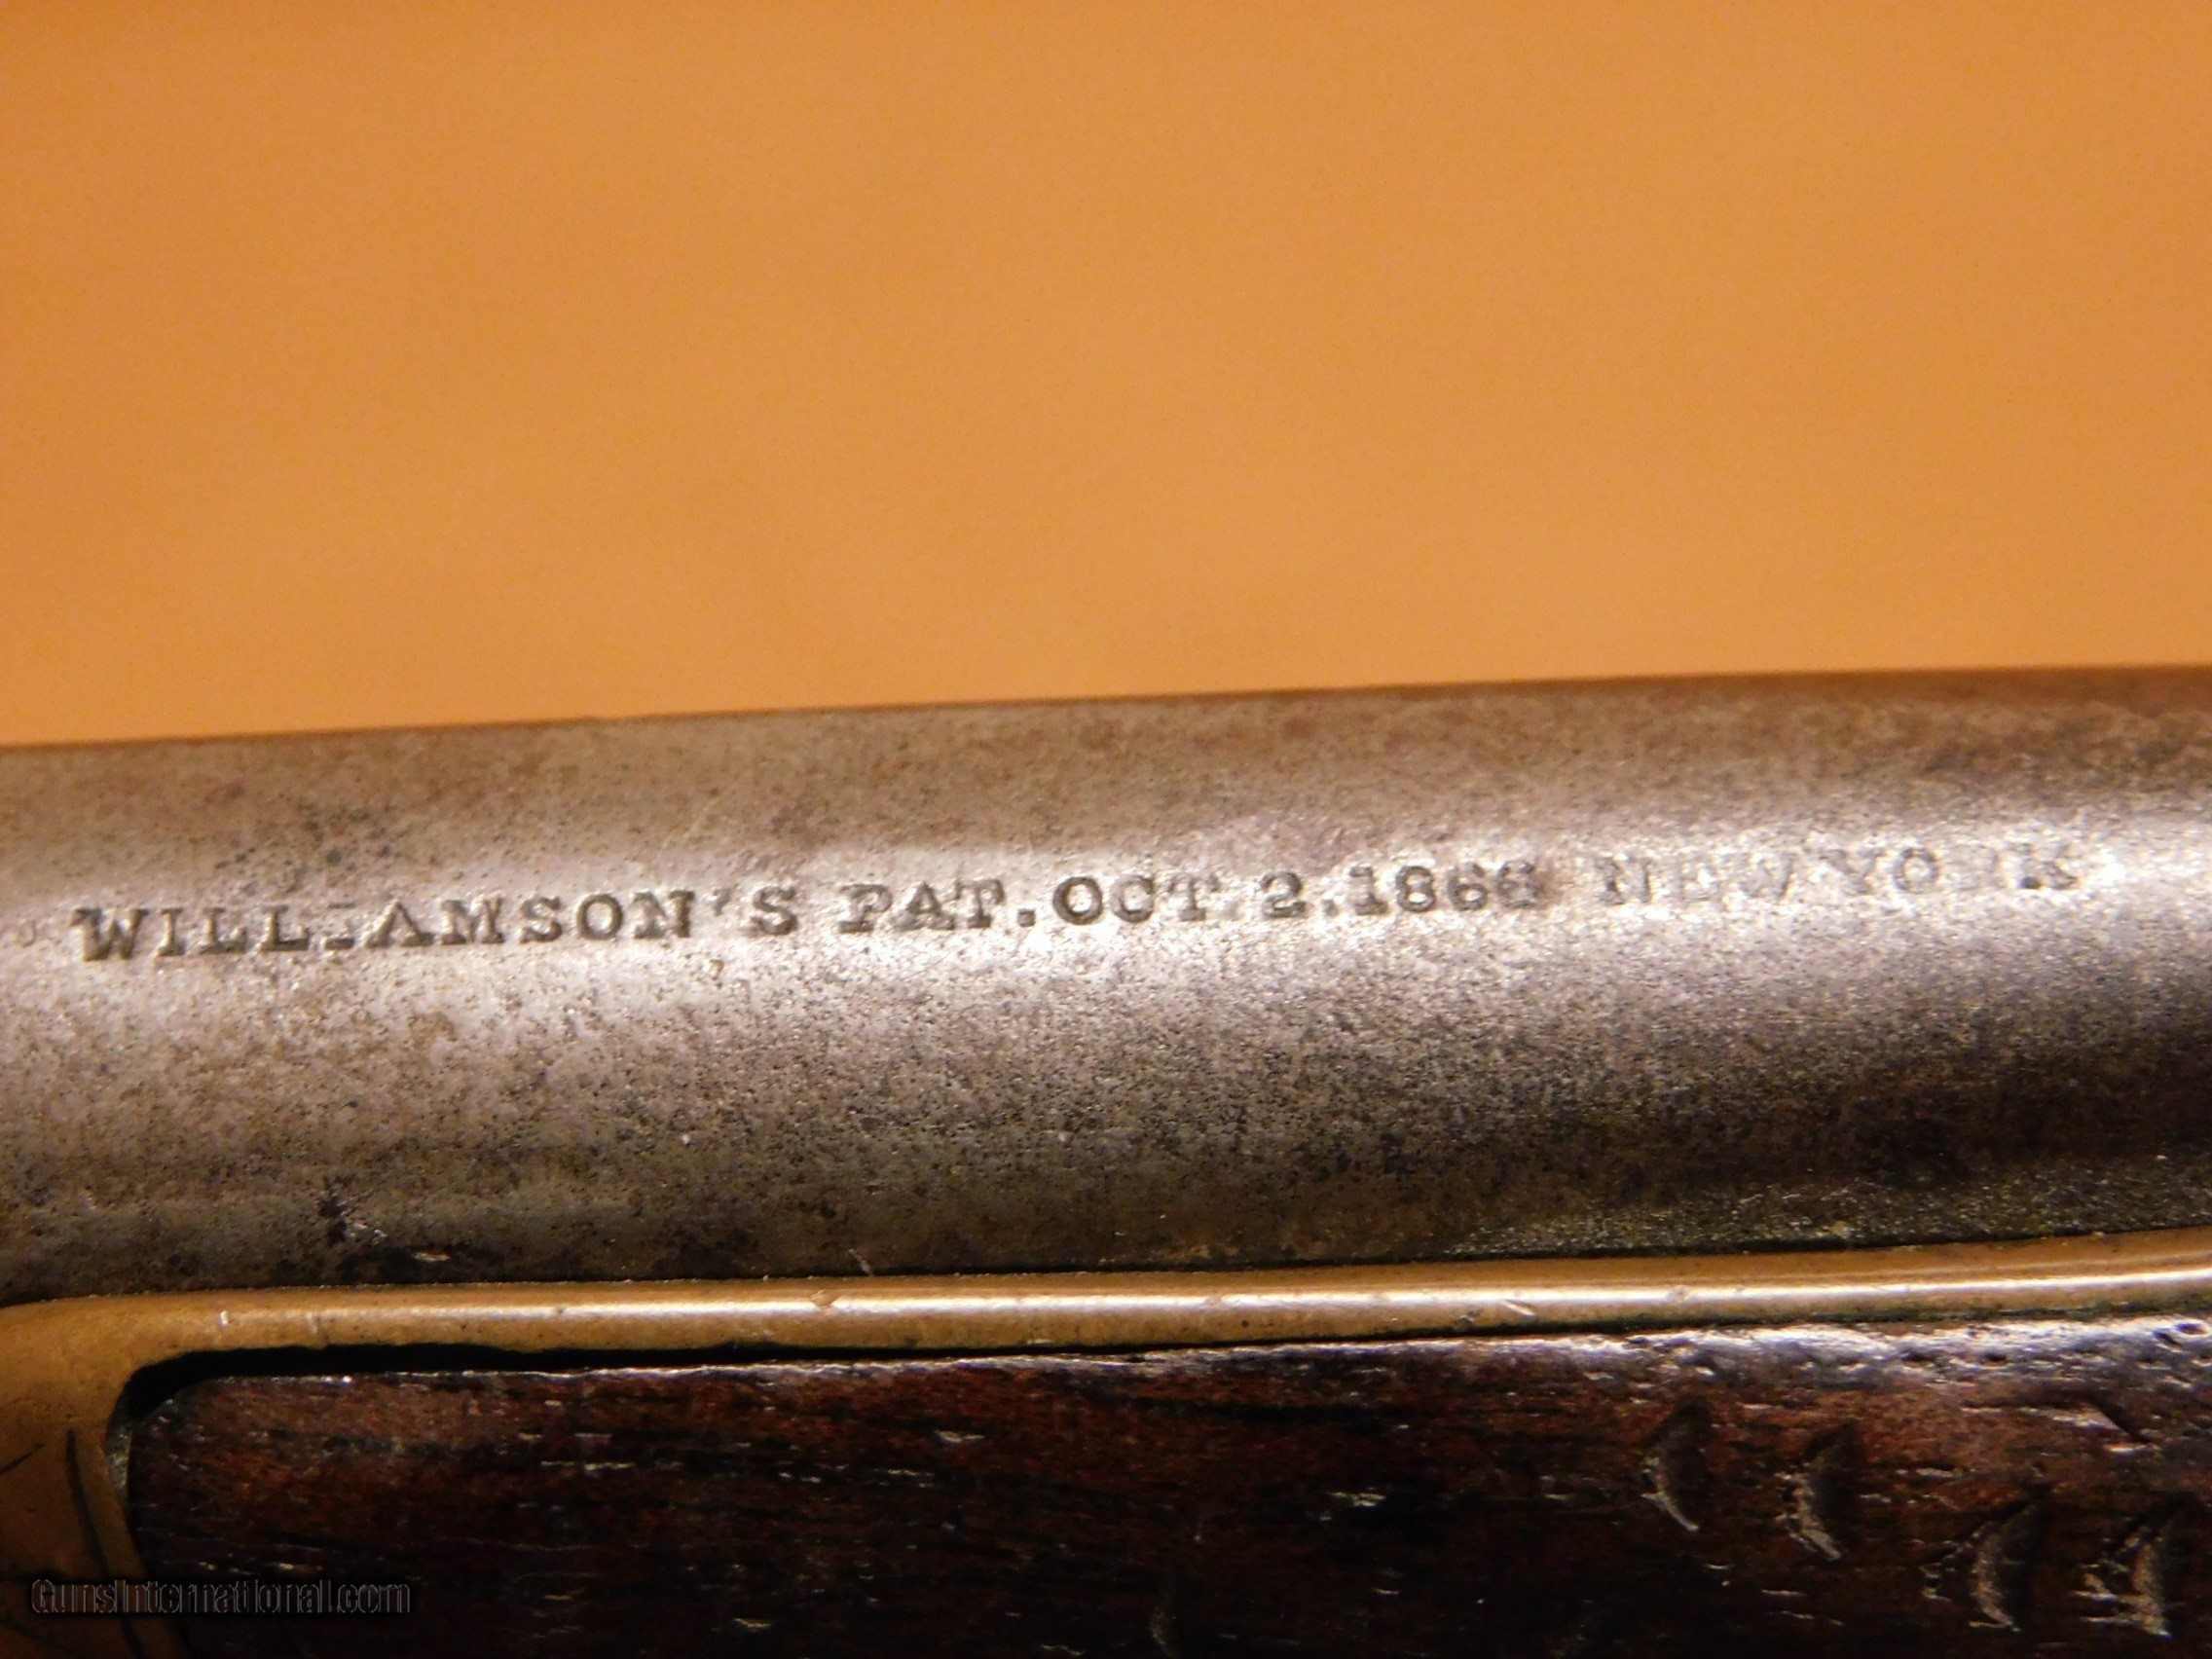 WILLIAMSON'S PAT. OCT. 2. 1866 NEW YORK
GunsInternational.com